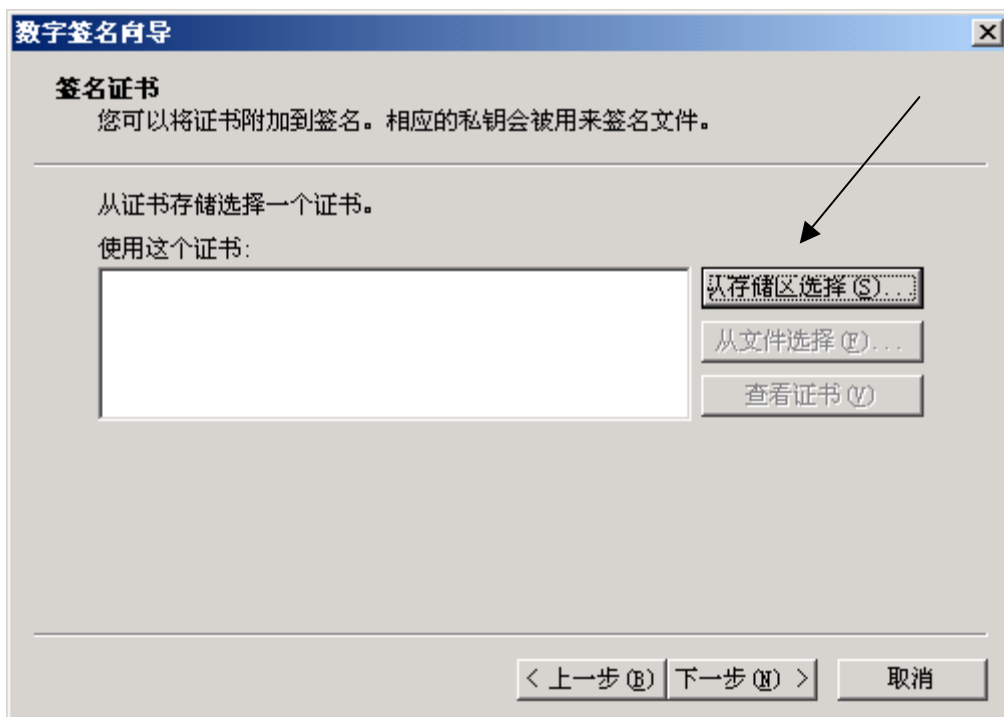 数字签名向导
签名证书
您可以将证书附加到签名。相应的私钥会被用来签名文件。
从证书存储选择一个证书。
使用这个证书:
从存储区选择(S)...
从文件选择(F)...
查看证书(V)
< 上一步(B) 下一步(N) > 取消